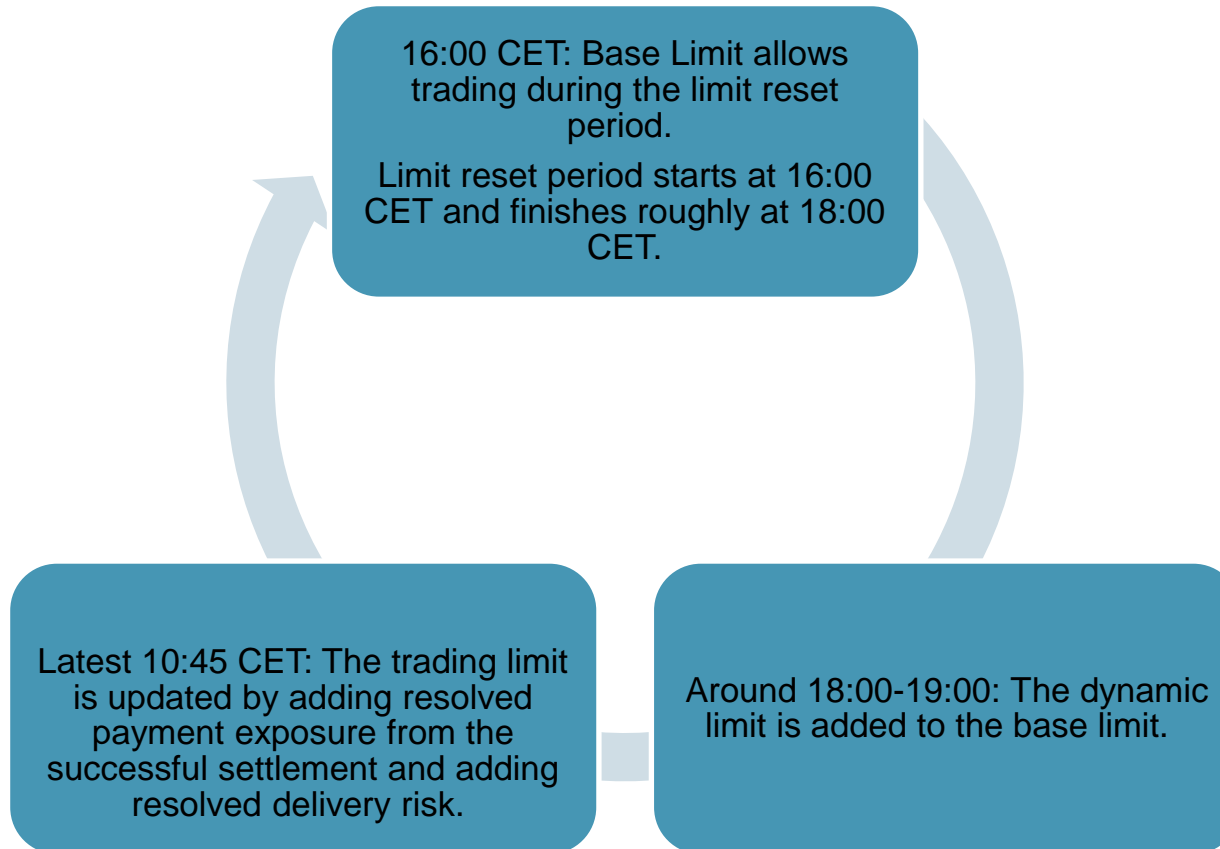 16:00 CET: Base Limit allows
trading during the limit reset
period.
Limit reset period starts at 16:00
CET and finishes roughly at 18:00
CET.
Around 18:00-19:00: The dynamic
limit is added to the base limit.
Latest 10:45 CET: The trading limit
is updated by adding resolved
payment exposure from the
successful settlement and adding
resolved delivery risk.